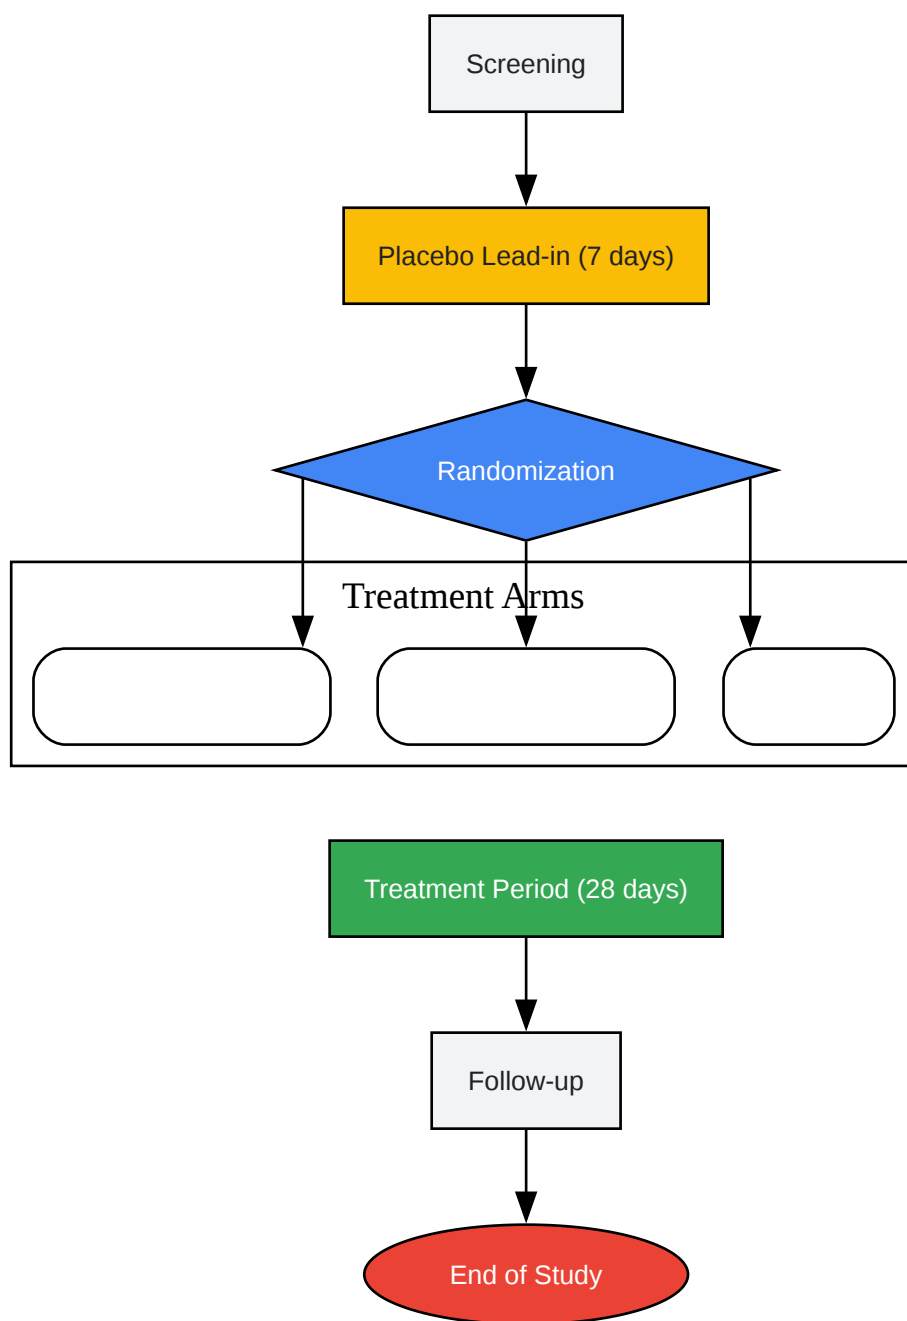 Screening
Placebo Lead-in (7 days)
Randomization
Treatment Arms
Treatment Period (28 days)
Follow-up
End of Study